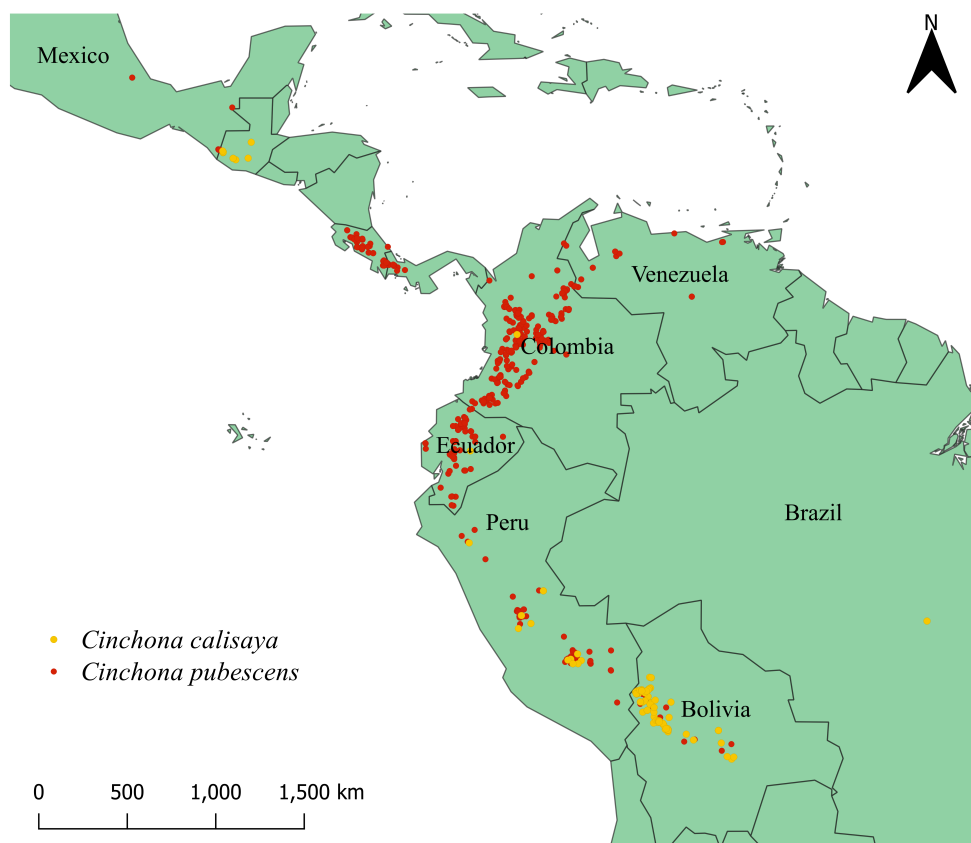 N
Mexico
Venezuela
Colombia
Ecuador
Peru
Brazil
Cinchona calisaya
Cinchona pubescens
Bolivia
0 500 1,000 1,500 km